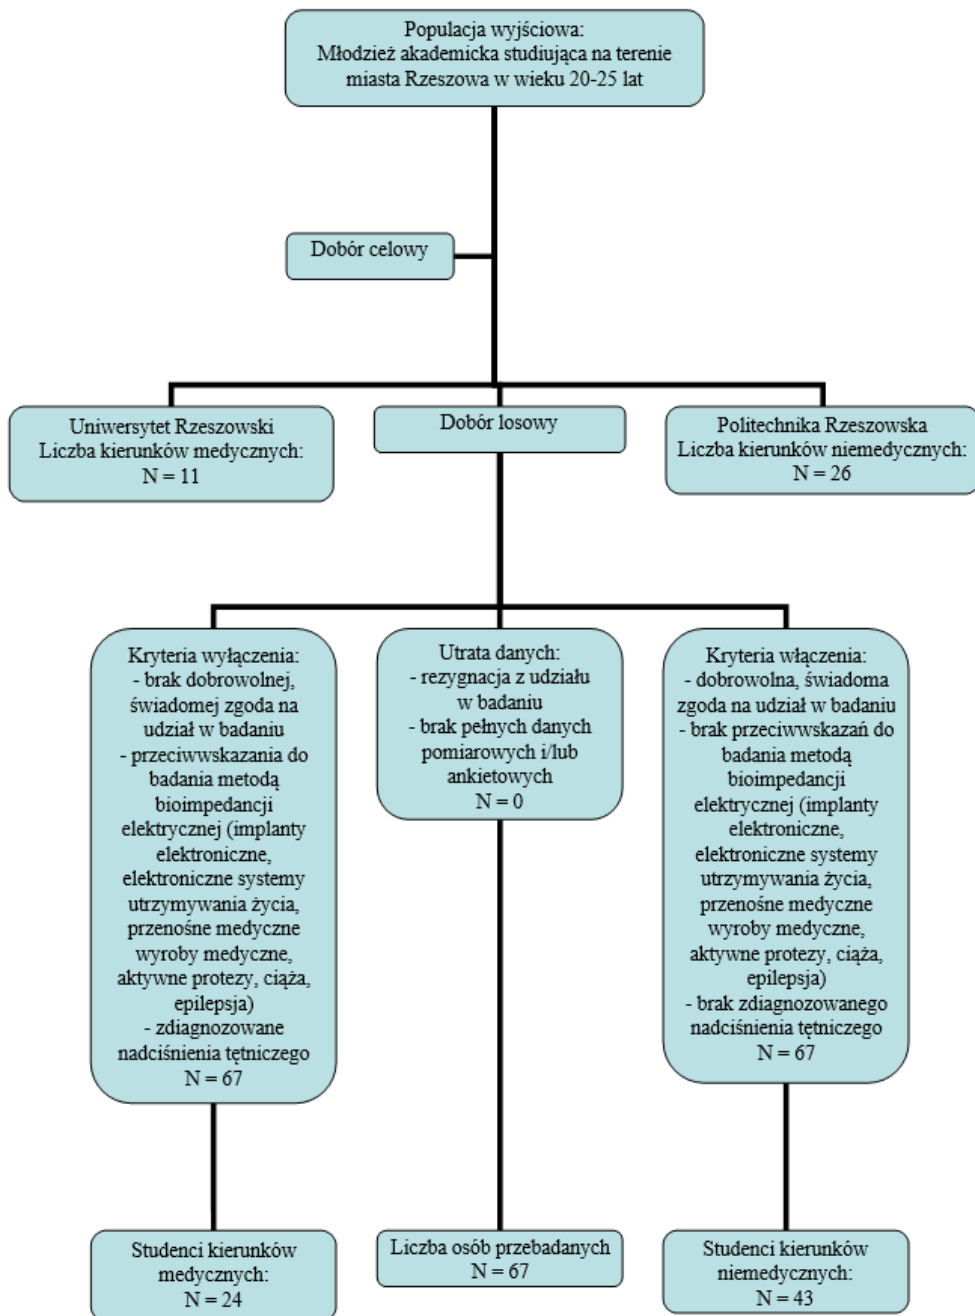 Populacja wyjściowa:
Młodzież akademicka studiująca na terenie
miasta Rzeszowa w wieku 20-25 lat
Dobór celowy
Uniwersytet Rzeszowski
Liczba kierunków medycznych:
N = 11
Dobór losowy
Politechnika Rzeszowska
Liczba kierunków niemedycznych:
N = 26
Kryteria wyłączenia:
- brak dobrowolnej,
świadomej zgoda na
udział w badaniu
- przeciwwskazania do
badania metodą
bioimpedancji
elektrycznej (implanty
elektroniczne,
elektroniczne systemy
utrzymywania życia,
przenośne medyczne
wyroby medyczne,
aktywne protezy, ciąża,
epilepsja)
- zdiagnozowane
nadciśnienia tętniczego
N = 67
Utrata danych:
- rezygnacja z udziału
w badaniu
- brak pełnych danych
pomiarowych i/lub
ankietowych
N = 0
Kryteria włączenia:
- dobrowolna, świadoma
zgoda na udział w badaniu
- brak przeciwwskazań do
badania metodą
bioimpedancji
elektrycznej (implanty
elektroniczne,
elektroniczne systemy
utrzymywania życia,
przenośne medyczne
wyroby medyczne,
aktywne protezy, ciąża,
epilepsja)
- brak zdiagnozowanego
nadciśnienia tętniczego
N = 67
Studenci kierunków
medycznych:
N = 24
Liczba osób przebadanych
N = 67
Studenci kierunków
niemedycznych:
N = 43